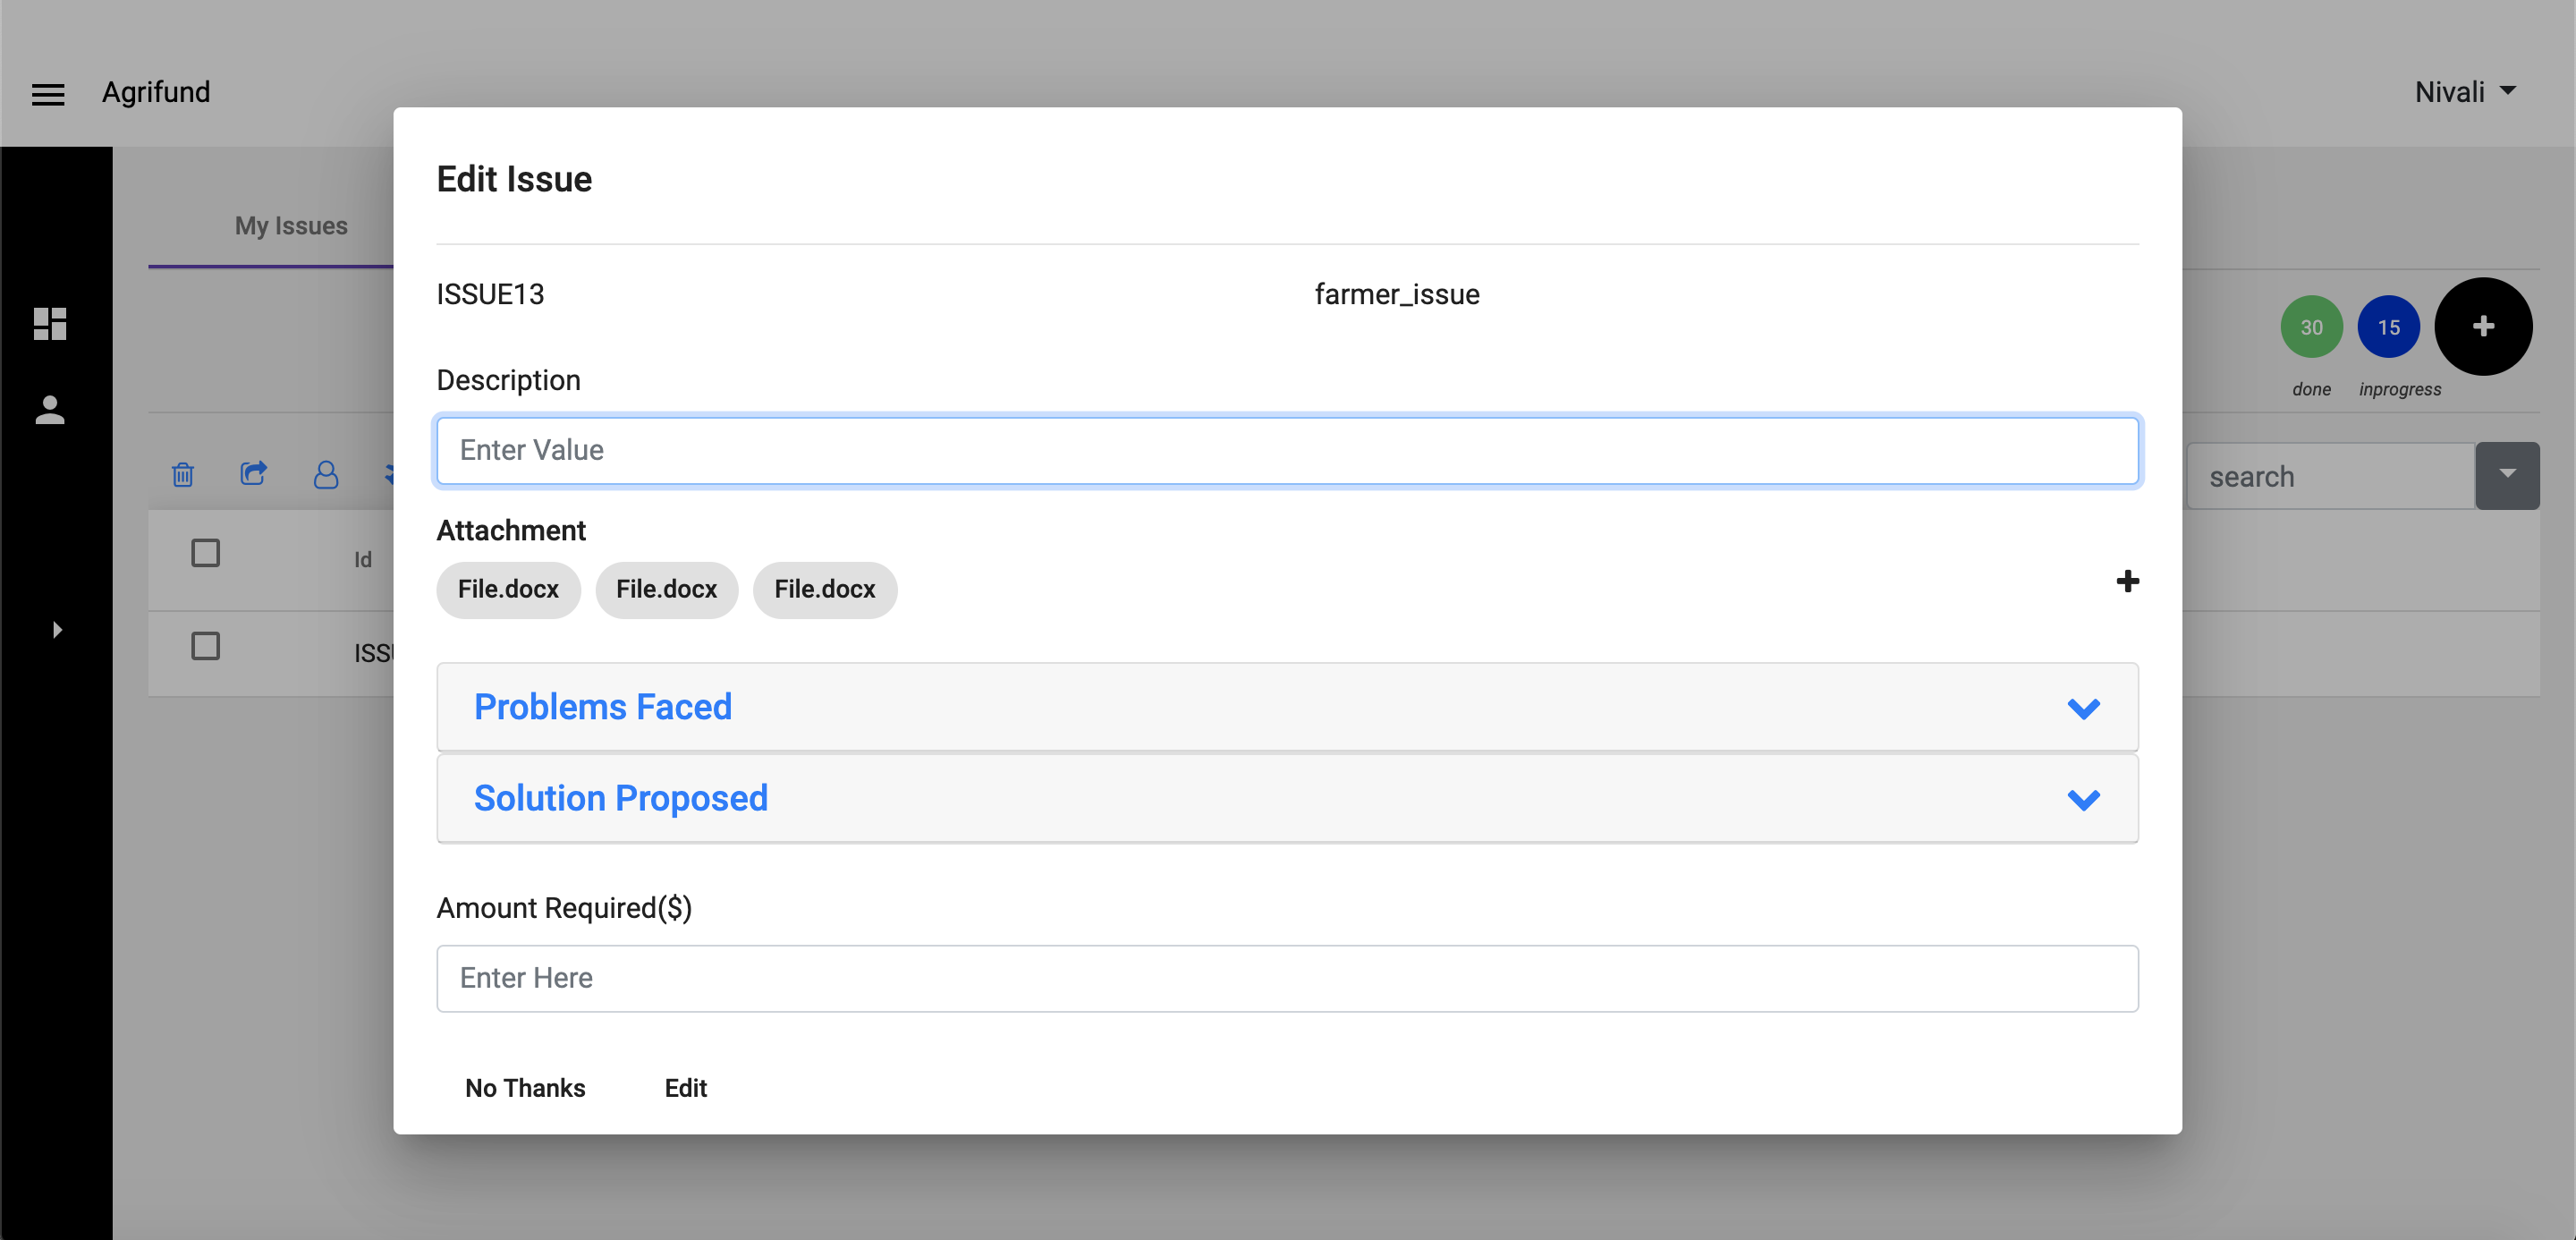 Agrifund
Nivali
Edit Issue
My Issues
ISSUE13
farmer_issue
30
15
done
inprogress
Description
Enter Value
search
Attachment
Id
File.docx File.docx File.docx
ISSU
Problems Faced
Solution Proposed
Amount Required($)
Enter Here
No Thanks
Edit